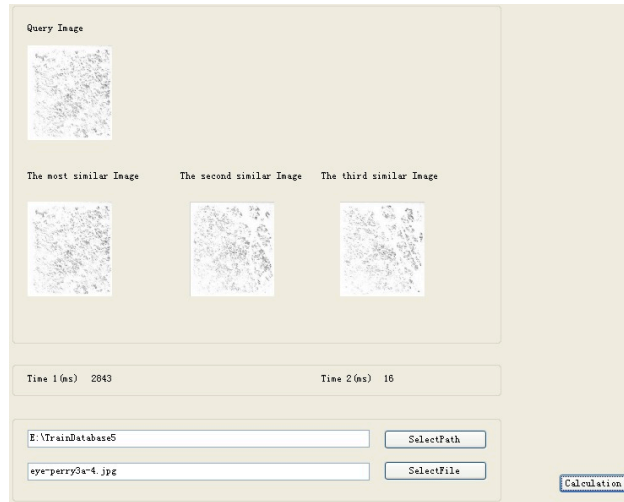 Query Image
The most similar Image The second similar Image The third similar Image
Time 1(ms) 2843 Time 2(ms) 16
E:\TrainDatabase5 SelectPath
eye-perry3a-4.jpg SelectFile
Calculation